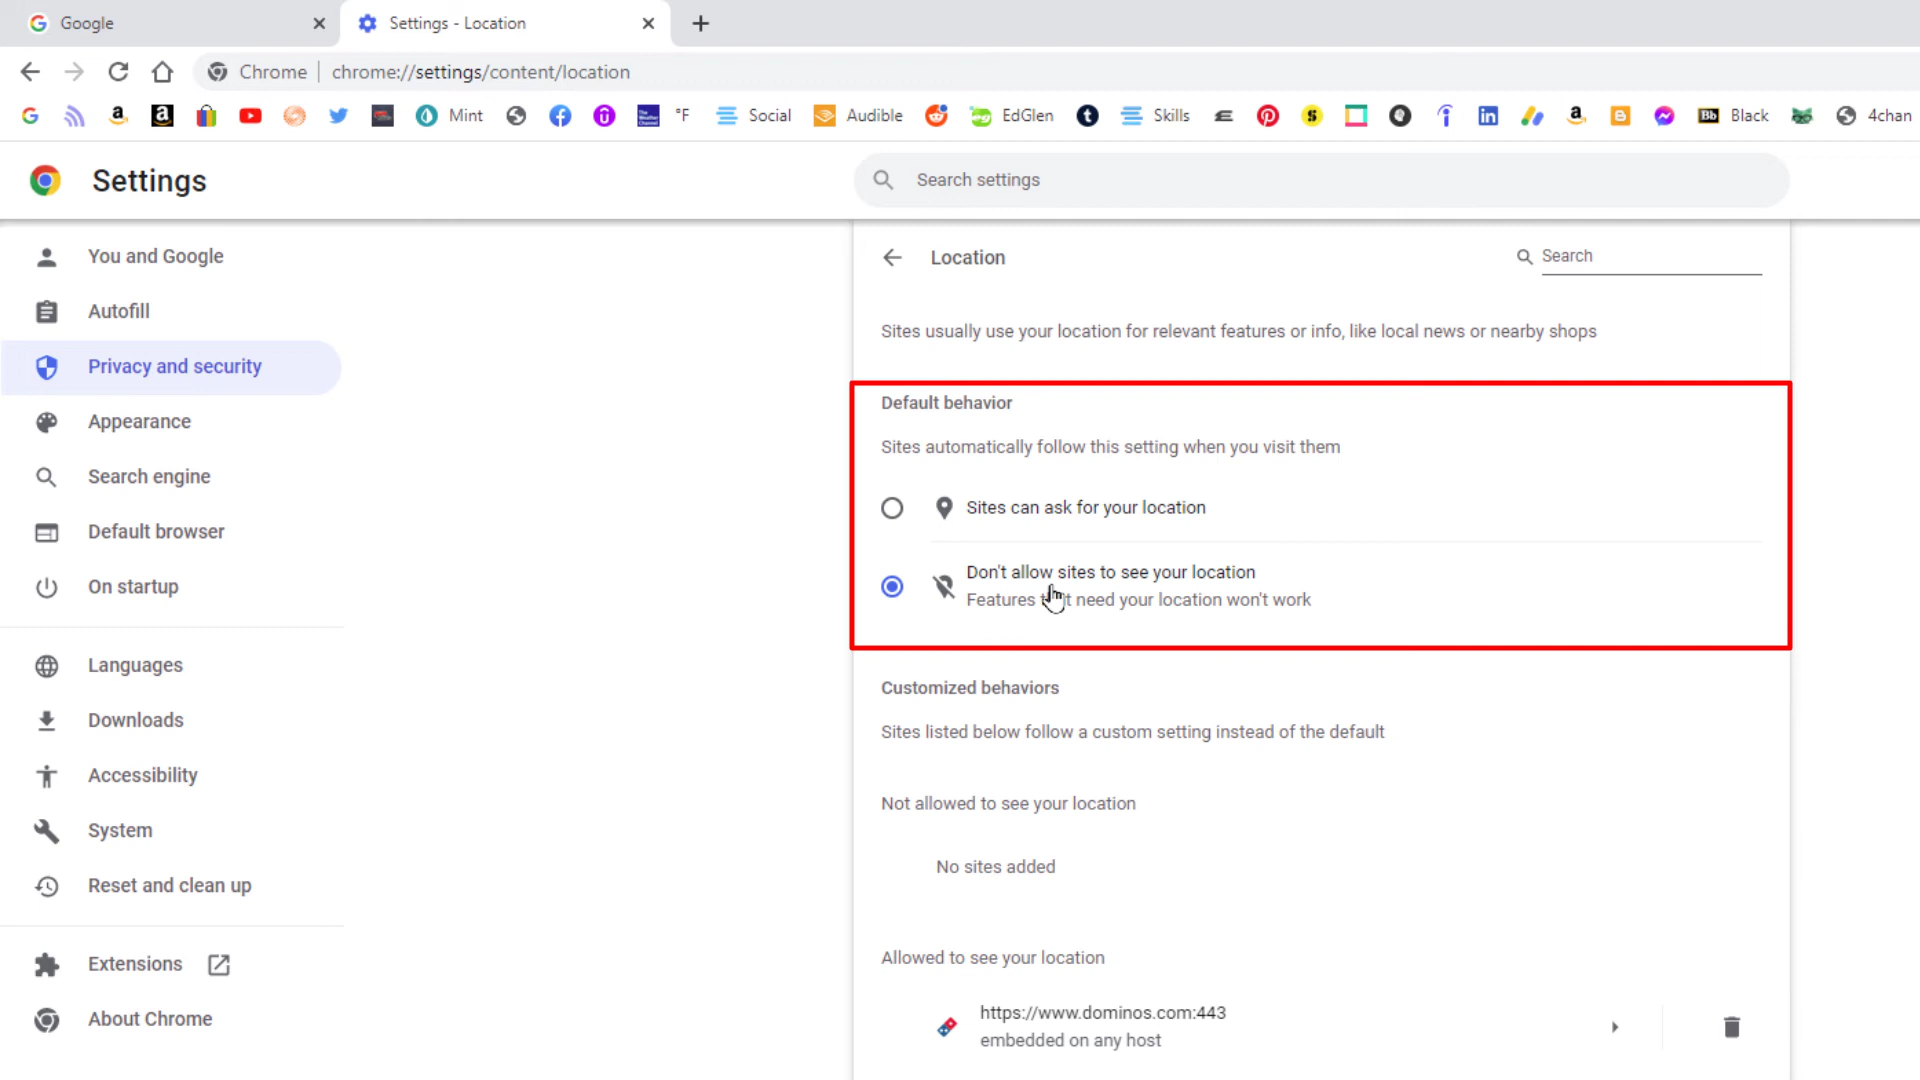 Google
Settings - Location
Chrome
chrome://settings/content/location
Mint
°F
Social
Audible
EdGlen
Skills
Bb Black
4chan
Settings
Search settings
You and Google
Autofill
Privacy and security
Appearance
Search engine
Default browser
On startup
Languages
Downloads
Accessibility
System
Reset and clean up
Extensions
About Chrome
Location
Search
Sites usually use your location for relevant features or info, like local news or nearby shops
Default behavior
Sites automatically follow this setting when you visit them
Sites can ask for your location
Don't allow sites to see your location
Features need your location won't work
Customized behaviors
Sites listed below follow a custom setting instead of the default
Not allowed to see your location
No sites added
Allowed to see your location
https://www.dominos.com:443
embedded on any host